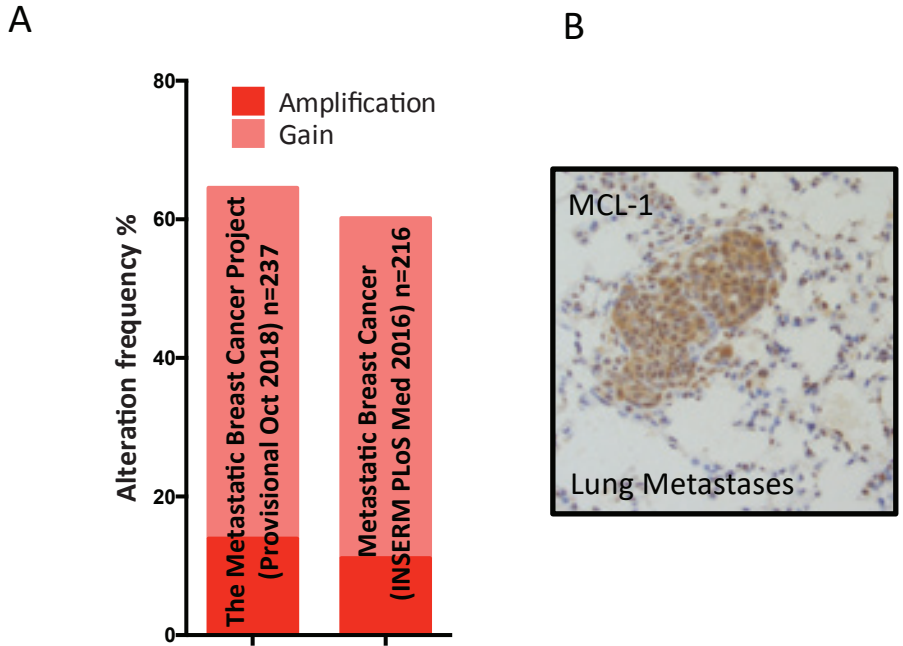 A
B
80
60
40
20
0
Alteration frequency %
Amplification
Gain
The Metastatic Breast Cancer Project
(Provisional Oct 2018) n=237
Metastatic Breast Cancer
(INSERM PLoS Med 2016) n=216
MCL-1
Lung Metastases